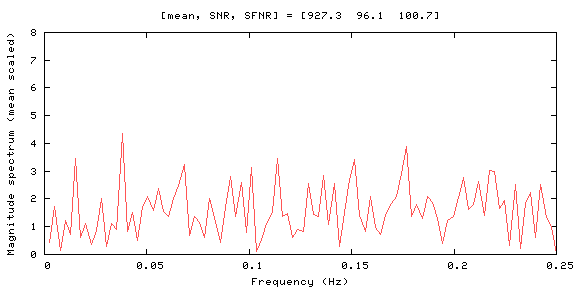 [mean, SNR, SFNR] = [927.3 96.1 100.7]
Magnitude spectrum (mean scaled)
8
7
6
5
4
3
2
1
0
0 0.05 0.1 0.15 0.2 0.25
Frequency (Hz)